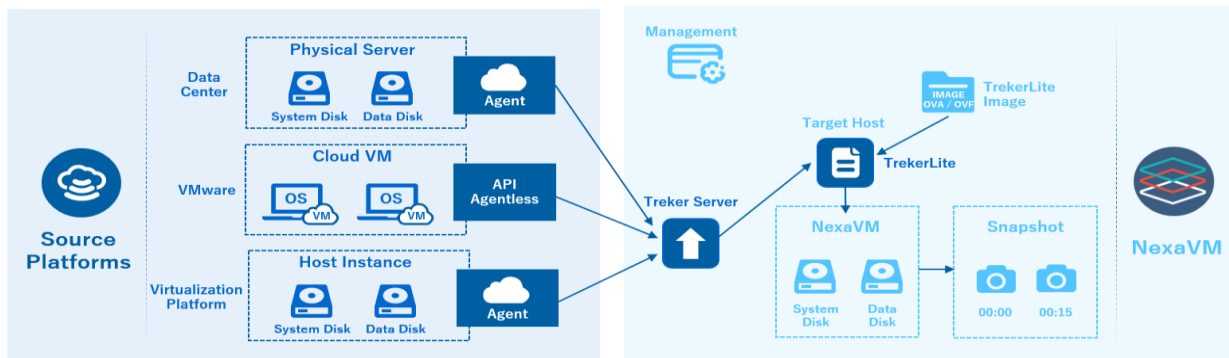 Source
Platforms
Data
Center
Physical Server
System Disk
Data Disk
Agent
VMware
Cloud VM
OS
VM
OS
VM
API
Agentless
Virtualization
Platform
Host Instance
System Disk
Data Disk
Agent
Treker Server
Management
IMAGE
OVA / OVF
TrekerLite
Image
Target Host
TrekerLite
NexaVM
System
Disk
Data
Disk
Snapshot
00:00
00:15
NexaVM